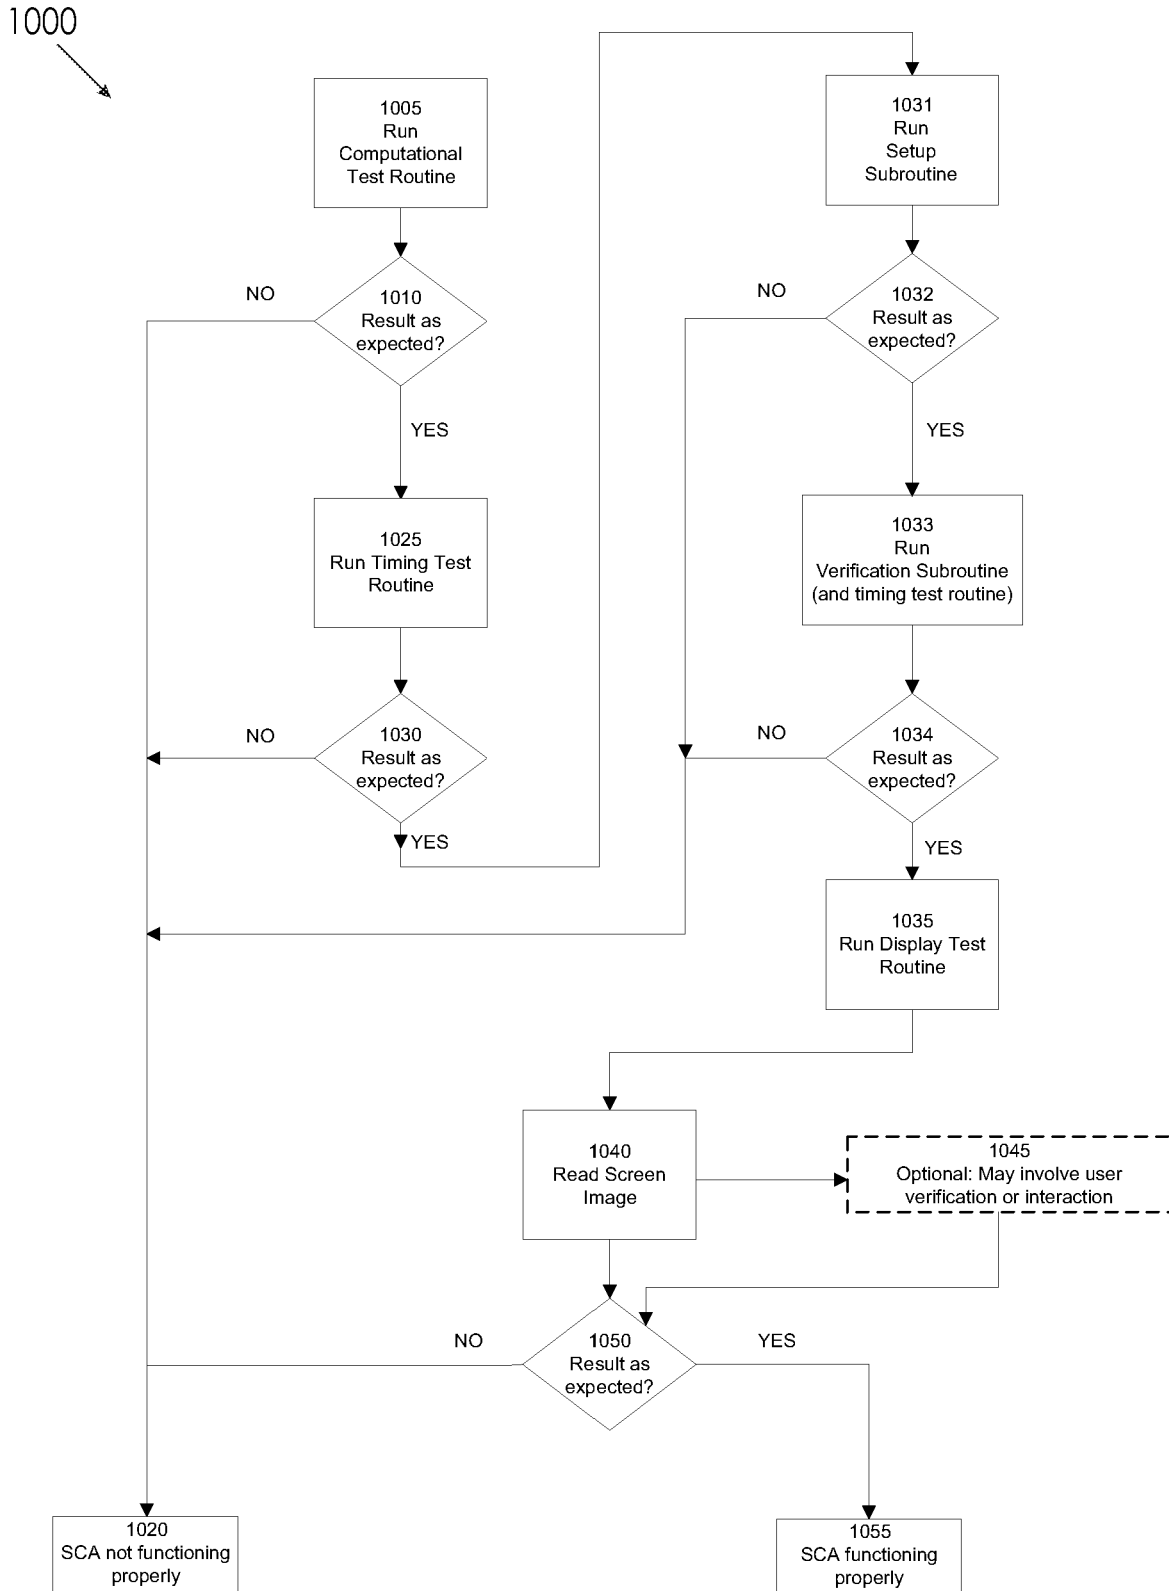 1000
1005
Run
Computational
Test Routine
NO
1010
Result as
expected?
YES
1025
Run Timing Test
Routine
NO
1030
Result as
expected?
YES
1031
Run
Setup
Subroutine
NO
1032
Result as
expected?
YES
1033
Run
Verification Subroutine
(and timing test routine)
NO
1034
Result as
expected?
YES
1035
Run Display Test
Routine
1040
Read Screen
Image
1045
Optional: May involve user
verification or interaction
NO
1050
Result as
expected?
YES
1020
SCA not functioning
properly
1055
SCA functioning
properly